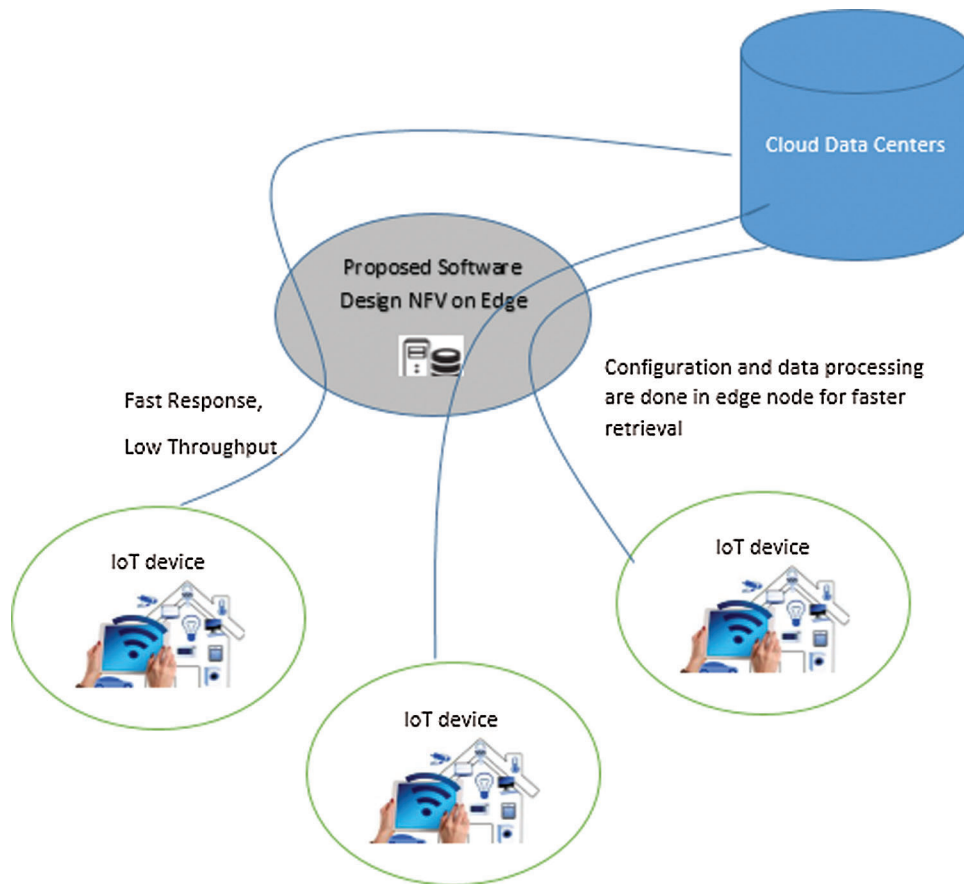 Cloud Data Centers
Proposed Software
Design NFV on Edge
Configuration and data processing
are done in edge node for faster
retrieval
Fast Response,
Low Throughput
IoT device
IoT device
IoT device